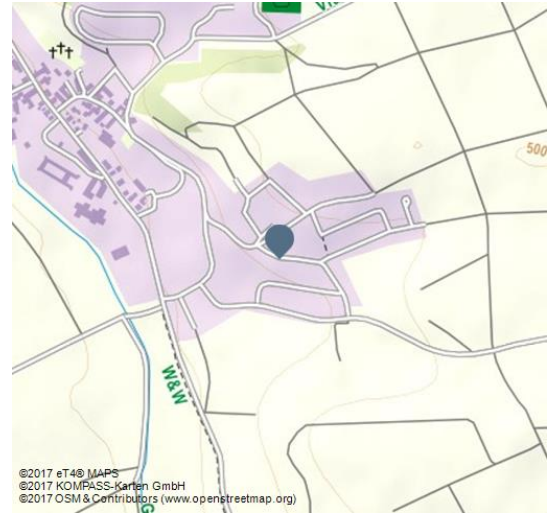 500
W&W
©2017 eT4® MAPS
©2017 KOMPASS-Karten GmbH
©2017 OSM & Contributors (www.openstreetmap.org)
G